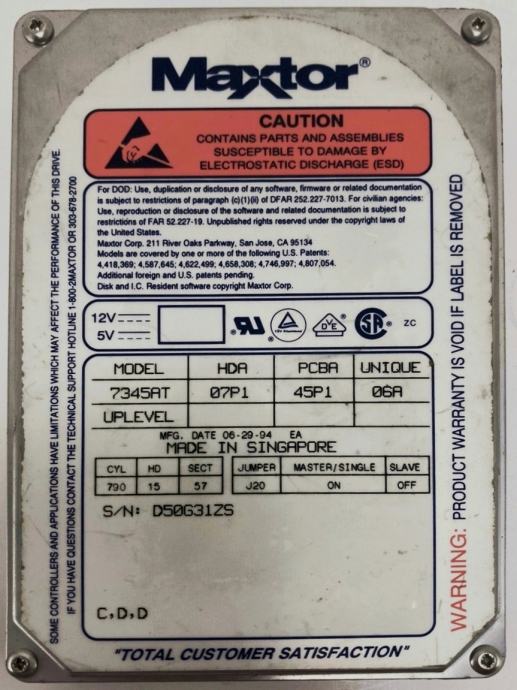 Maxtor®
CAUTION
CONTAINS PARTS AND ASSEMBLIES
SUSCEPTIBLE TO DAMAGE BY
ELECTROSTATIC DISCHARGE (ESD)
For DOD: Use, duplication or disclosure of any software, firmware or related documentation
is subject to restrictions of paragraph (c)(1)(ii) of DFAR 252.227-7013. For civilian agencies:
Use, reproduction or disclosure of the software and related documentation is subject to
restrictions of FAR 52.227-19. Unpublished rights reserved under the copyright laws of
the United States.
Maxtor Corp. 211 River Oaks Parkway, San Jose, CA 95134
Models are covered by one or more of the following U.S. Patents:
4,418,369; 4,587,645; 4,622,499; 4,658,308; 4,746,997; 4,807,054.
Additional foreign and U.S. patents pending.
Disk and I.C. Resident software copyright Maxtor Corp.
12V
5V
ZC
MODEL HDA PCBA UNIQUE
7345AT 07P1 45P1 06A
UPLEVEL
MFG. DATE 06-29-94 EA
MADE IN SINGAPORE
CYL HD SECT JUMPER MASTER/SINGLE SLAVE
790 15 57 J20 ON OFF
S/N: D50G31ZS
C,D,D
"TOTAL CUSTOMER SATISFACTION"
SOME CONTROLLERS AND APPLICATIONS HAVE LIMITATIONS WHICH MAY AFFECT THE PERFORMANCE OF THIS DRIVE.
IF YOU HAVE QUESTIONS CONTACT THE TECHNICAL SUPPORT HOTLINE 1-800-2MAXTOR OR 303-678-2700
WARNING: PRODUCT WARRANTY IS VOID IF LABEL IS REMOVED